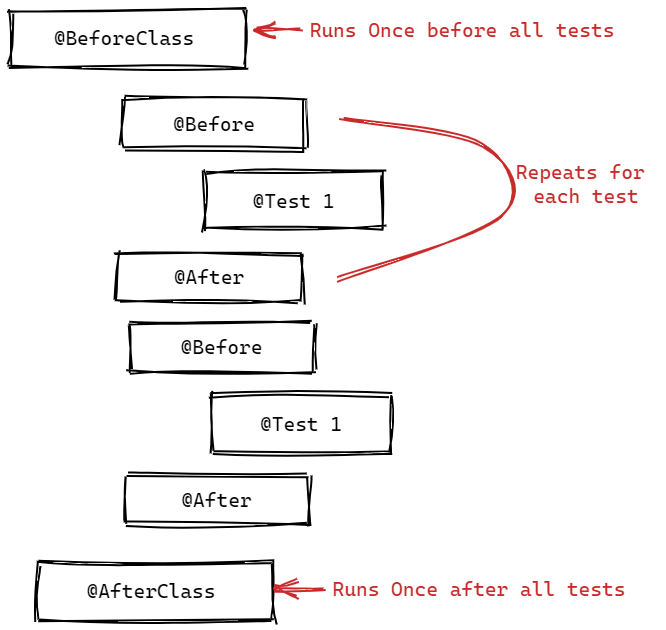 @BeforeClass
Runs Once before all tests
@Before
Repeats for
each test
@Test 1
@After
@Before
@Test 1
@After
@AfterClass
Runs Once after all tests